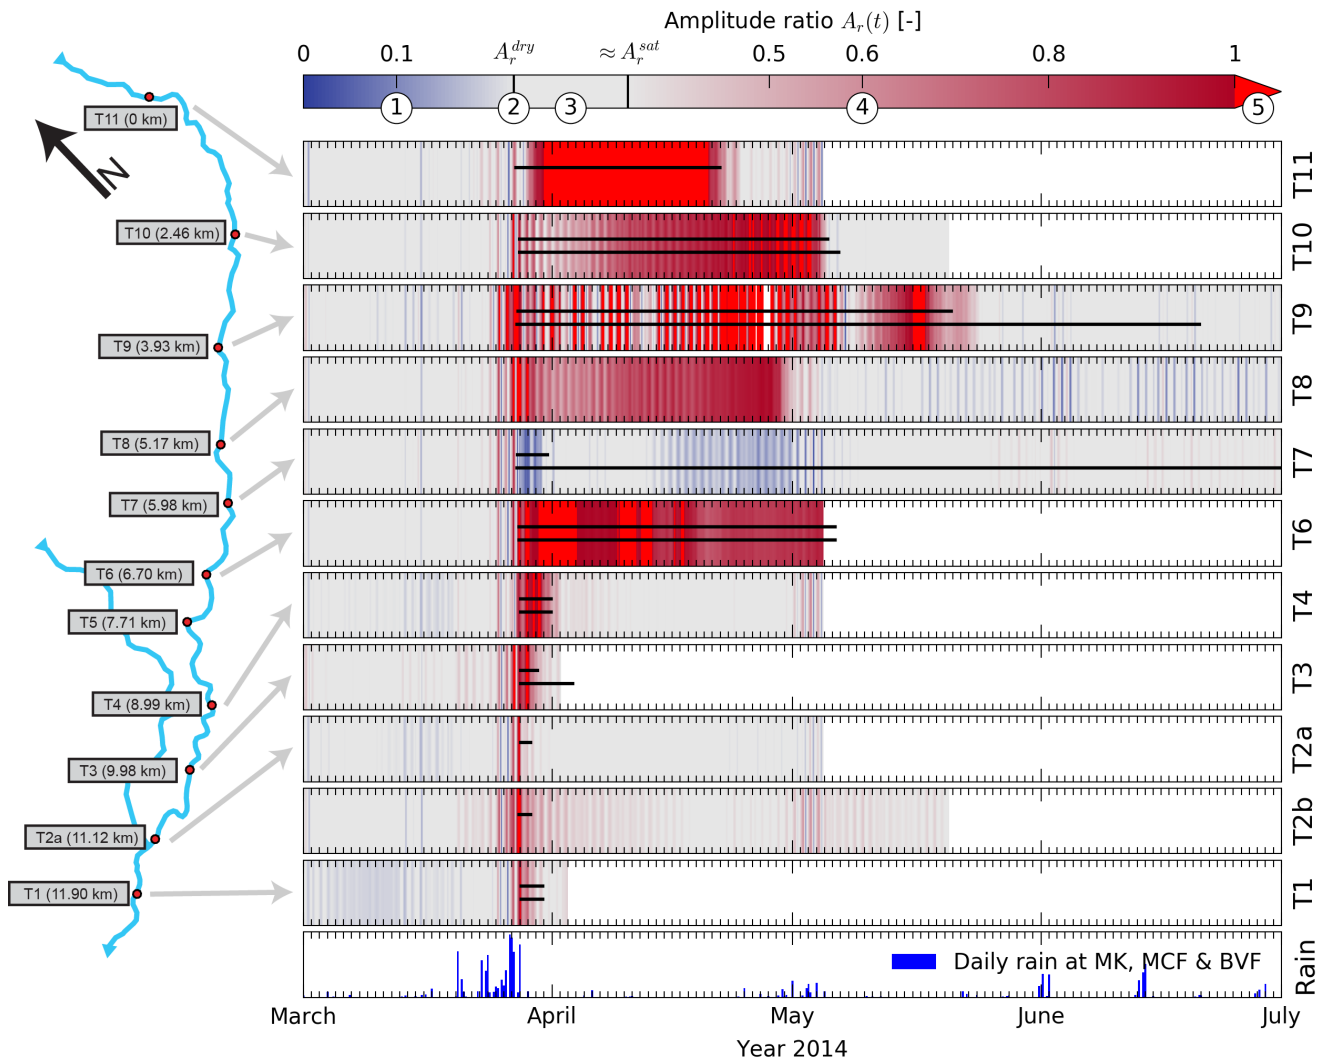 Amplitude ratio A_r(t) [-]
0 0.1 A_r^dry ≈ A_r^sat 0.5 0.6 0.8 1
1 2 3 4 5
T11 (0 km)
N
T10 (2.46 km)
T9 (3.93 km)
T8 (5.17 km)
T7 (5.98 km)
T6 (6.70 km)
T5 (7.71 km)
T4 (8.99 km)
T3 (9.98 km)
T2a (11.12 km)
T1 (11.90 km)
T11
T10
T9
T8
T7
T6
T4
T3
T2a
T2b
T1
Rain
Daily rain at MK, MCF & BVF
March April May June July
Year 2014